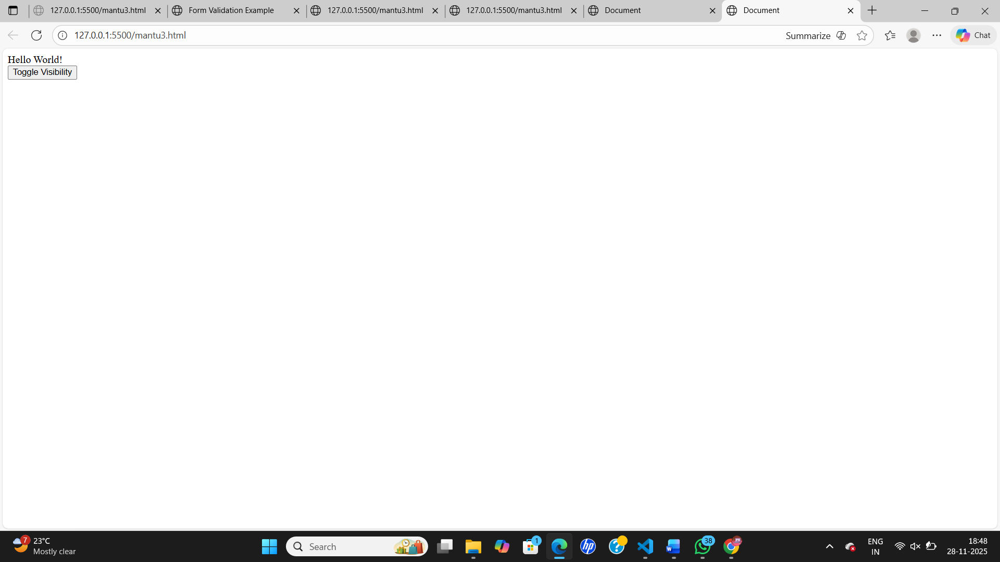 127.0.0.1:5500/mantu3.html
Form Validation Example
127.0.0.1:5500/mantu3.html
127.0.0.1:5500/mantu3.html
Document
Document
127.0.0.1:5500/mantu3.html
Summarize
Chat
Hello World!
Toggle Visibility
7
23°C
Mostly clear
Search
1
hp
W
38
ENG
IN
18:48
28-11-2025